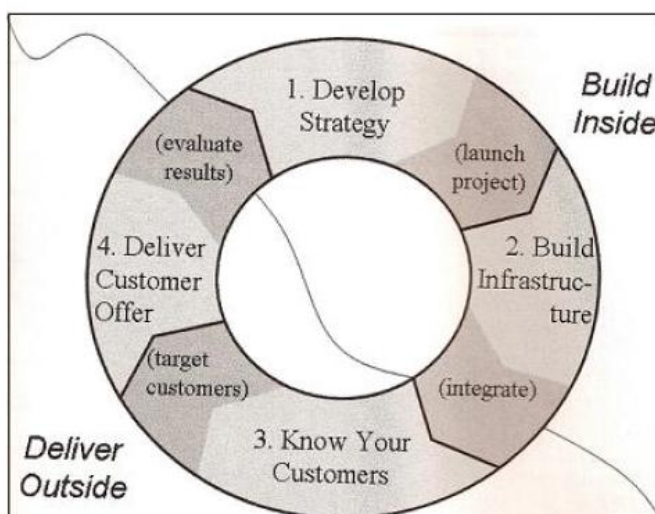 1. Develop
Strategy
Build
Inside
(launch
project)
2. Build
Infrastruc-
ture
(integrate)
3. Know Your
Customers
(target
customers)
Deliver
Outside
4. Deliver
Customer
Offer
(evaluate
results)